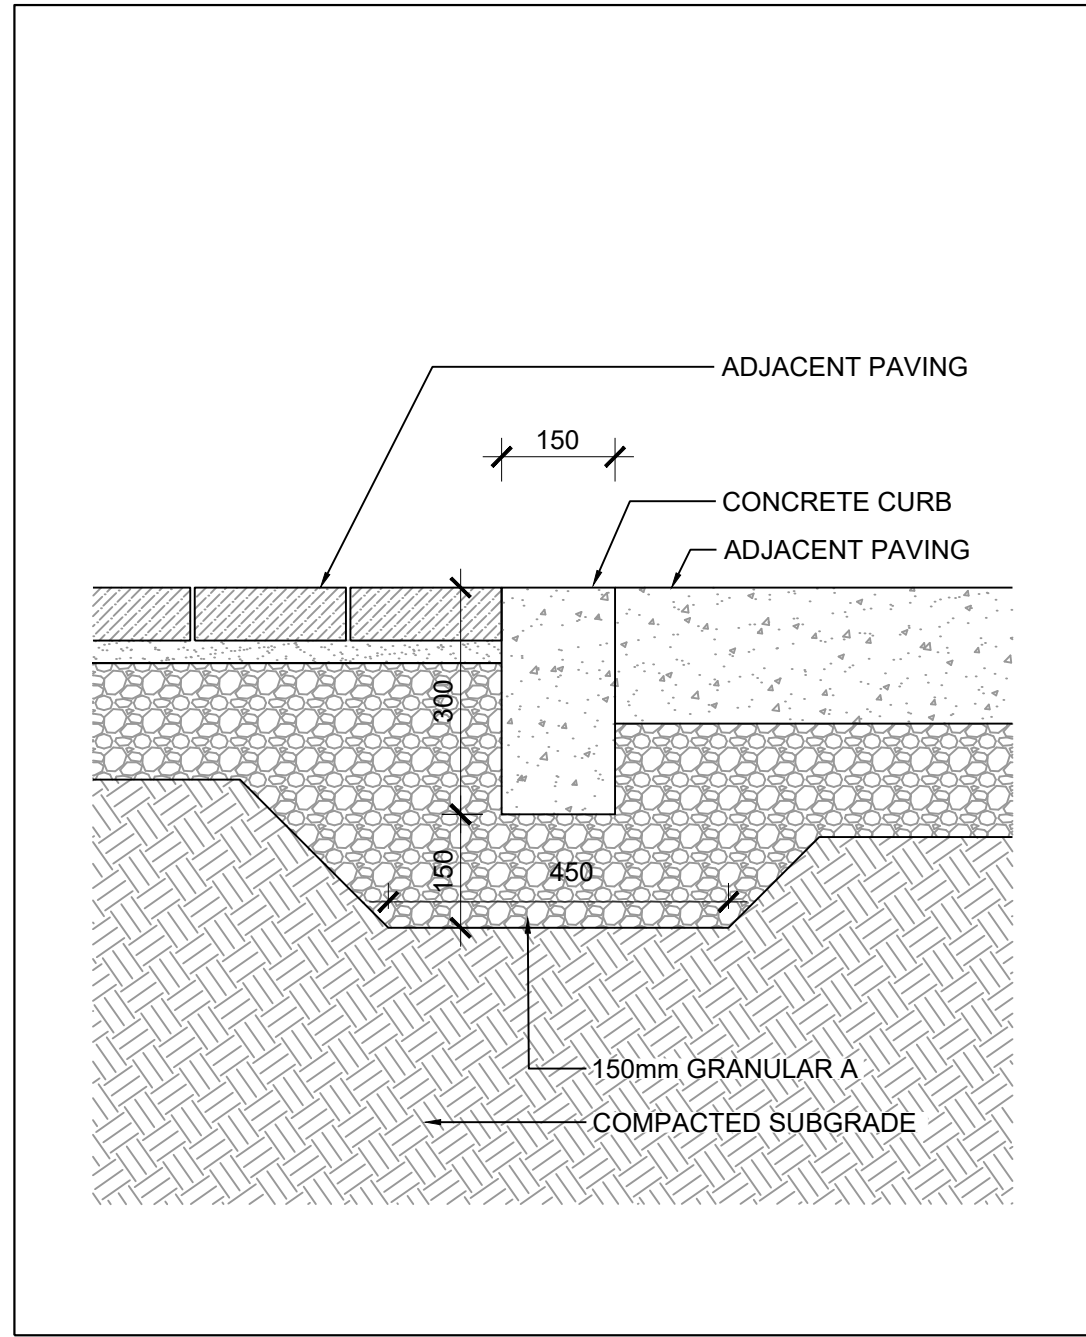 ADJACENT PAVING
150
CONCRETE CURB
ADJACENT PAVING
300
150
450
150mm GRANULAR A
COMPACTED SUBGRADE